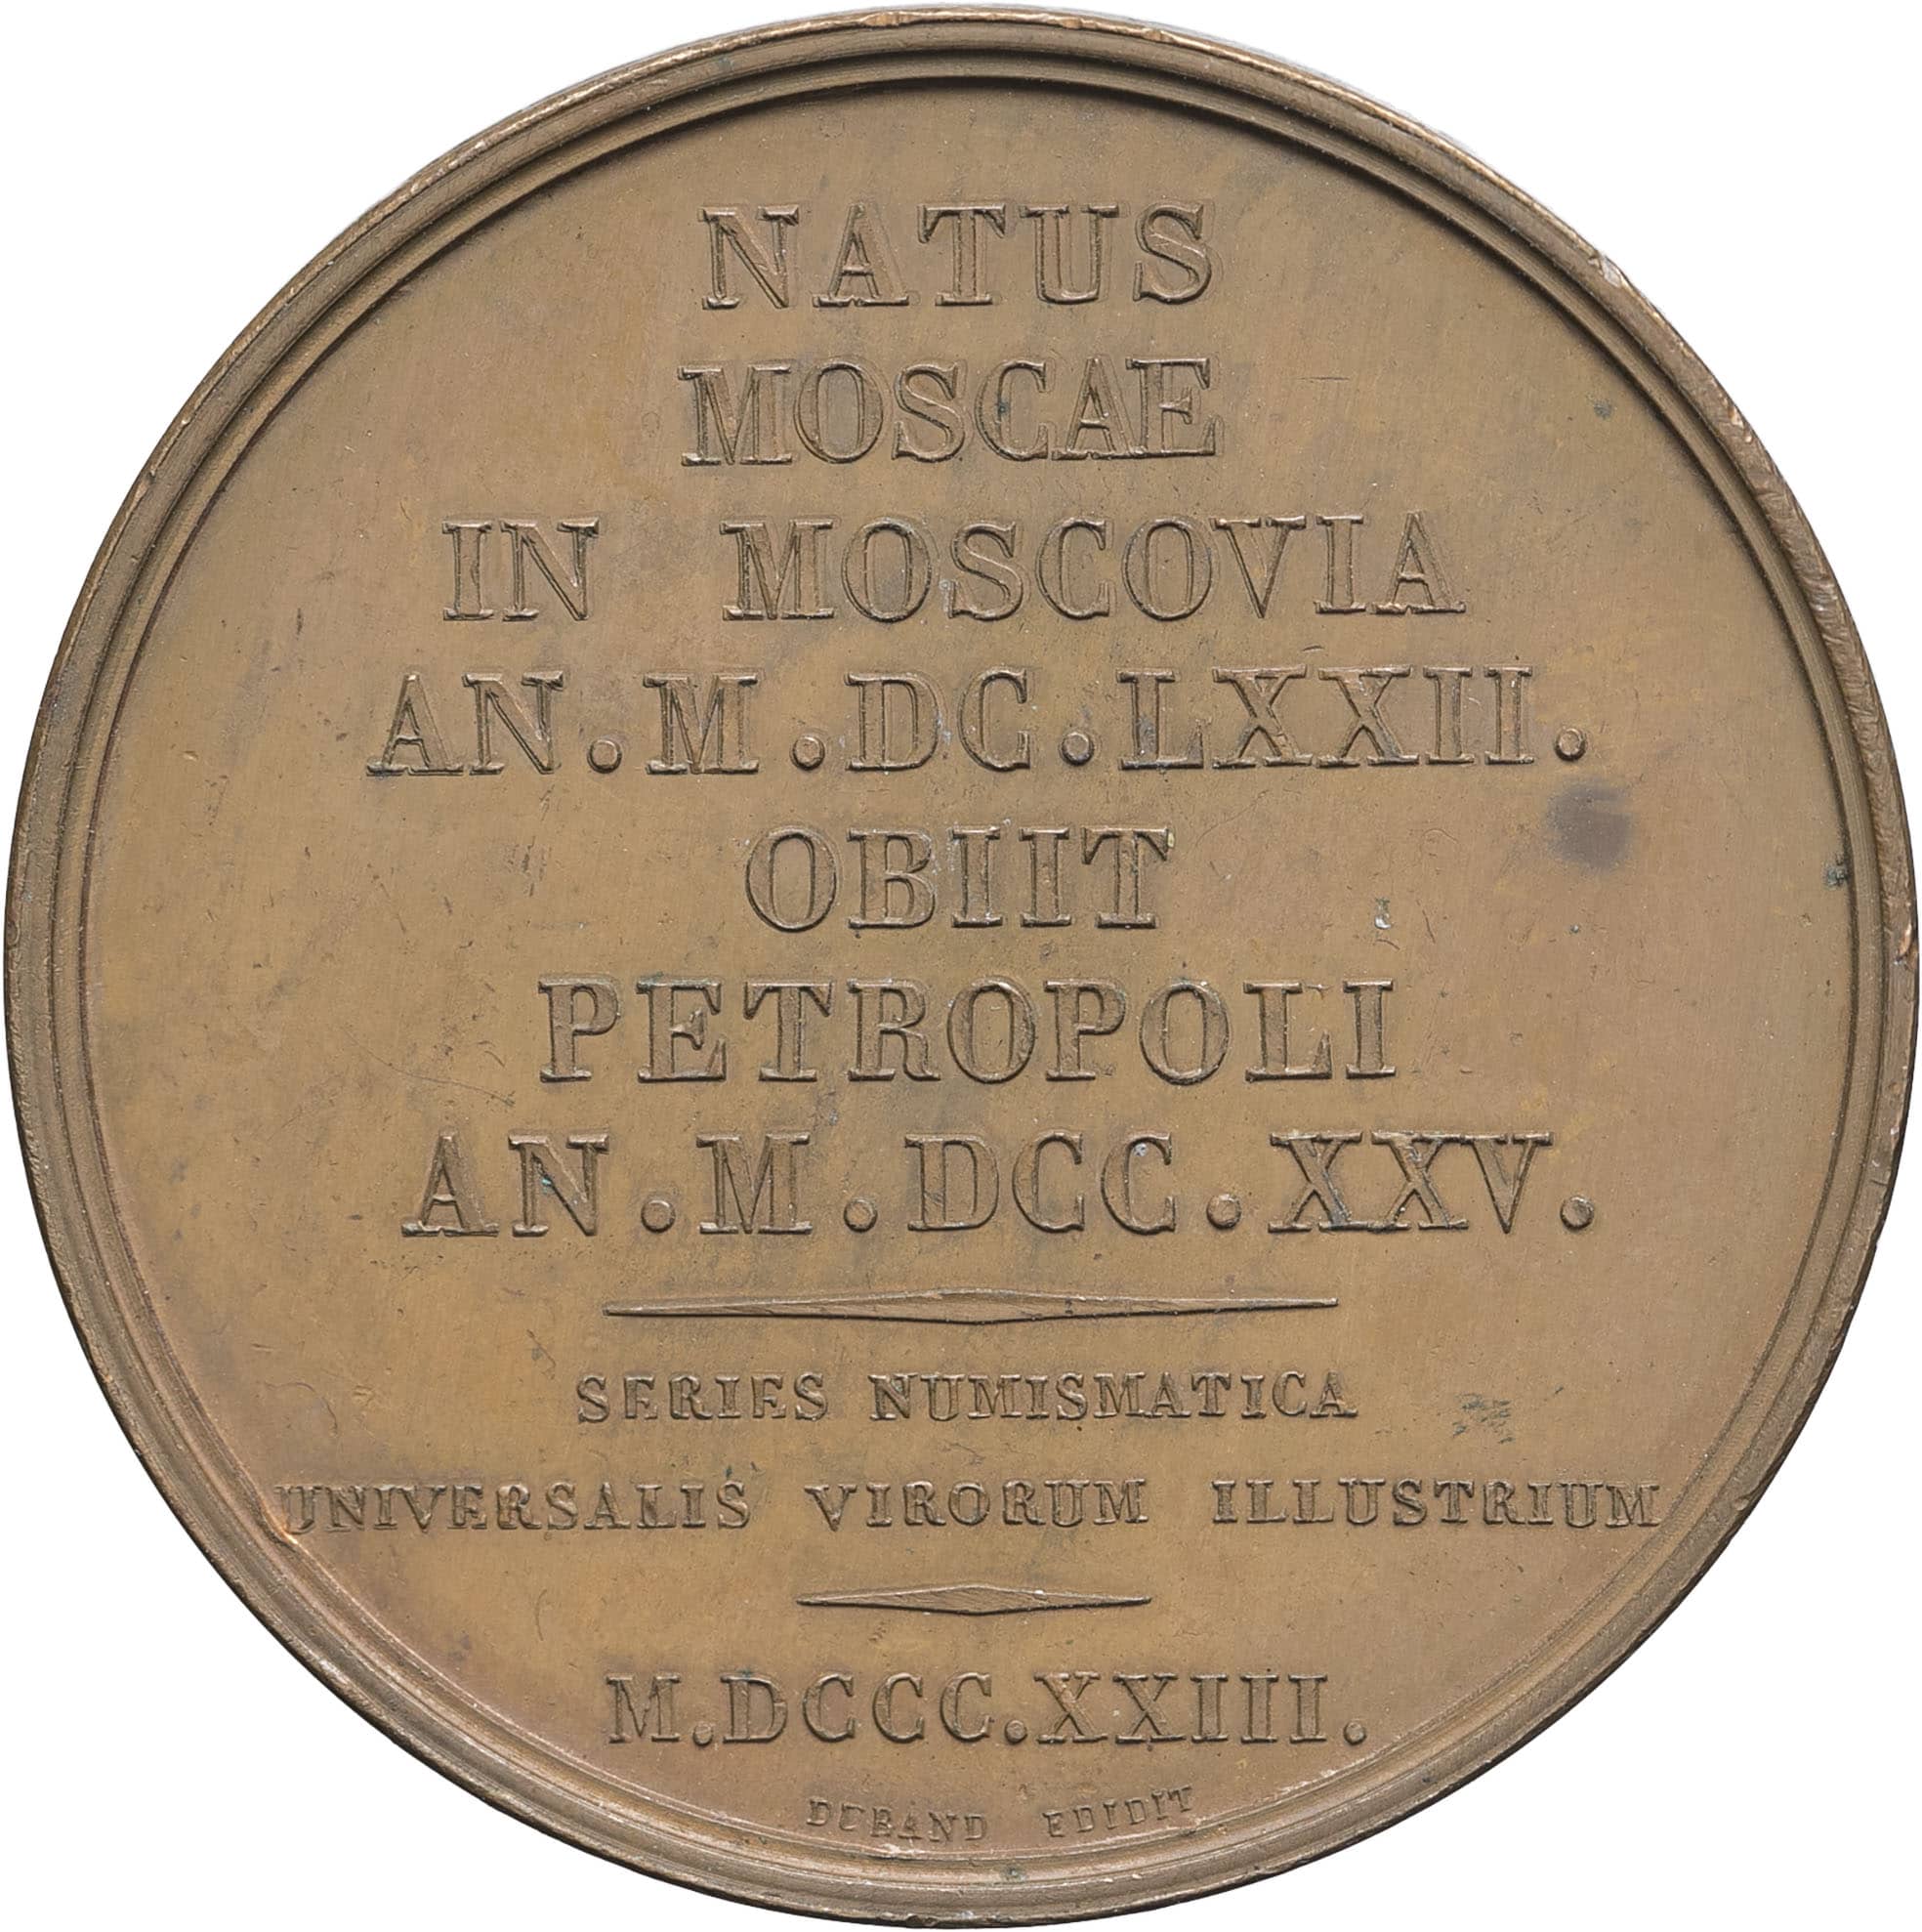 NATUS
MOSCAE
IN MOSCOVIA
AN. M. DC. LXXII.
OBIIT
PETROPOLI
AN. M. DCC. XXV.
SERIES NUMISMATICA
UNIVERSALIS VIRORUM ILLUSTRIUM
M.DCCC.XXIII.
DURAND EDIDIT